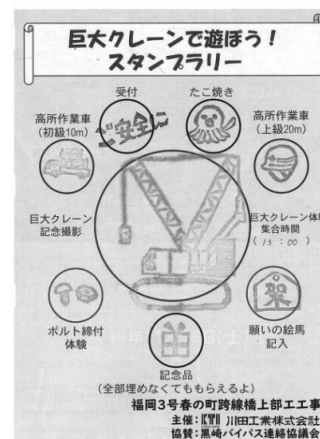 巨大クレーンで遊ぼう！
スタンプラリー
受付
たこ焼き
ご安全に
高所作業車
(初級10m)
高所作業車
(上級20m)
巨大クレーン
記念撮影
巨大クレーン体
集合時間
( 15 : 00 )
ボルト締付
体験
願いの絵馬
記入
記念品
(全部埋めなくてももらえるよ)
福岡3号春の町跨線橋上部工工事
主催: 川田工業株式会社
協賛:黒崎バイパス連絡協議会